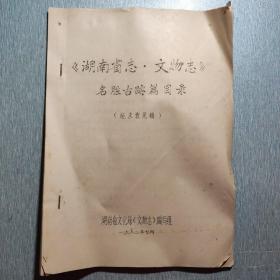 《湖南省志·文物志》
名胜古迹篇目录
(征求意见稿)
湖南省文化局《文物志》编写组
一九八二年七月